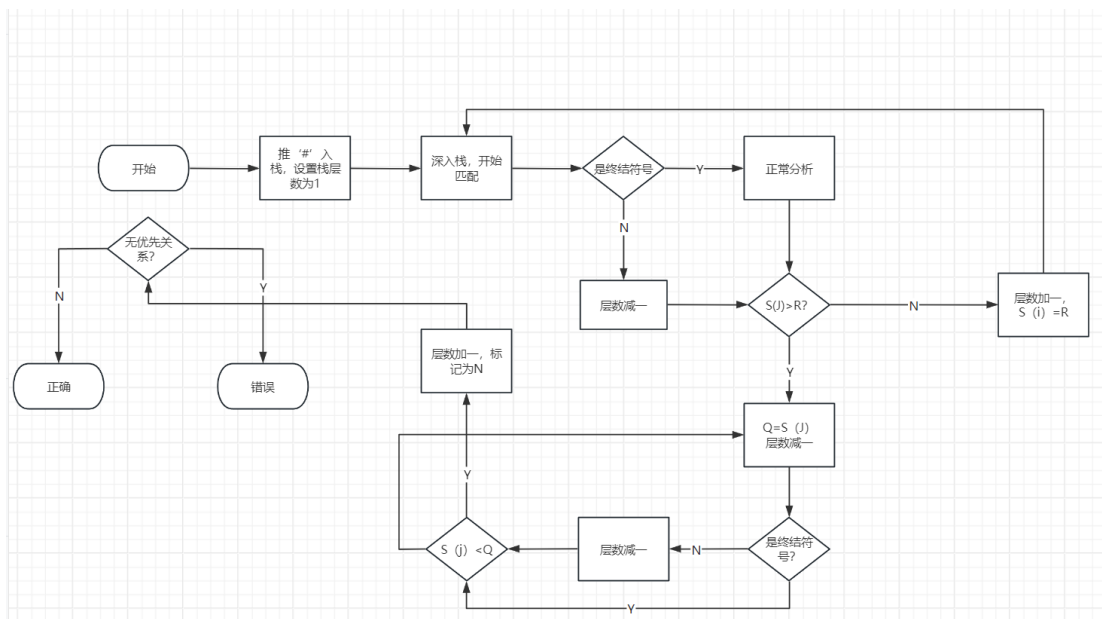 开始
推‘#’入
栈，设置栈层
数为1
深入栈，开始
匹配
是终结符号
Y
正常分析
N
层数减一
S(J)>R?
N
层数加一，
S（i）=R
Y
Q=S（J）
层数减一
是终结符
号?
N
层数减一
Y
S（j）<Q
Y
层数加一，标
记为N
无优先关
系?
N
Y
正确
错误